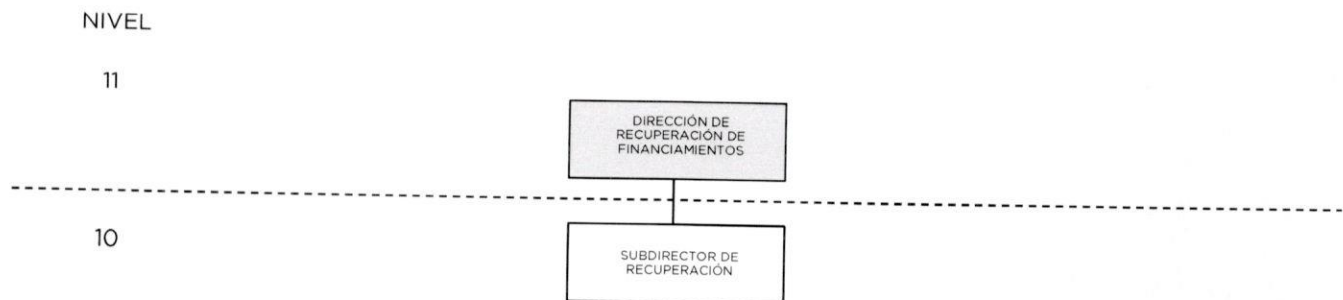 NIVEL
11
DIRECCIÓN DE
RECUPERACIÓN DE
FINANCIAMIENTOS
10
SUBDIRECTOR DE
RECUPERACIÓN